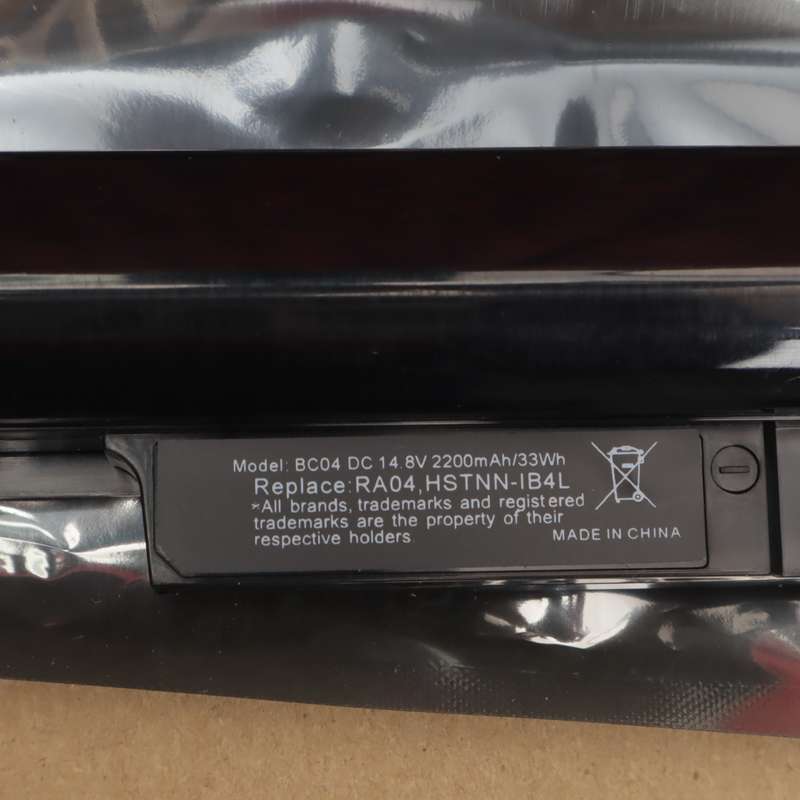 Model: BC04 DC 14.8V 2200mAh/33Wh
Replace:RA04,HSTNN-IB4L
*All brands, trademarks and registered
trademarks are the property of their
respective holders
MADE IN CHINA